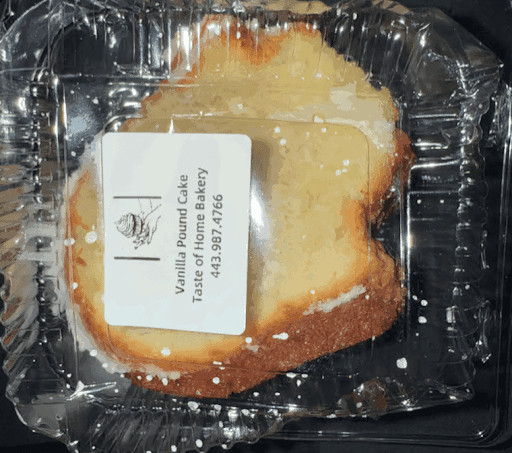 Vanilla Pound Cake
Taste of Home Bakery
443.987.4766